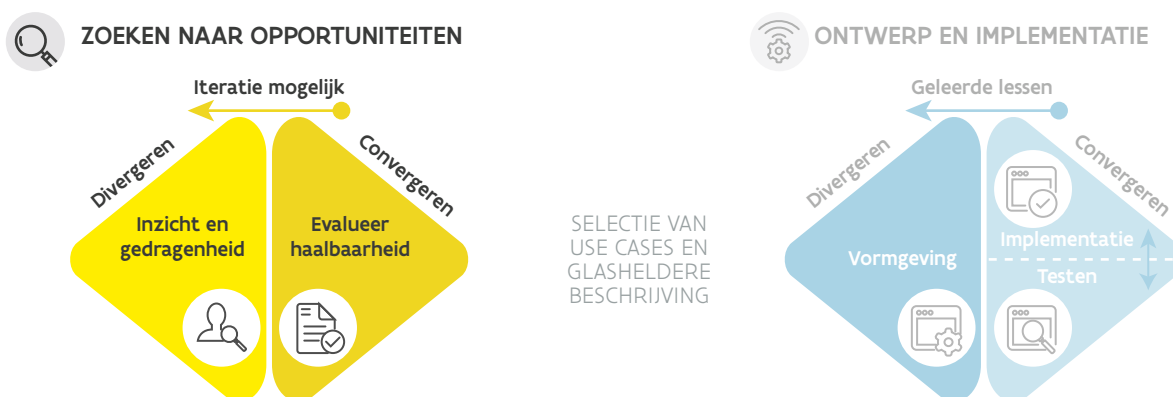 ZOEKEN NAAR OPPORTUNITEITEN
Iteratie mogelijk
Divergeren
Convergeren
Inzicht en
gedragenheid
Evalueer
haalbaarheid
SELECTIE VAN
USE CASES EN
GLASHELDERE
BESCHRIJVING
ONTWERP EN IMPLEMENTATIE
Geleerde lessen
Divergeren
Convergeren
Vormgeving
Implementatie
Testen